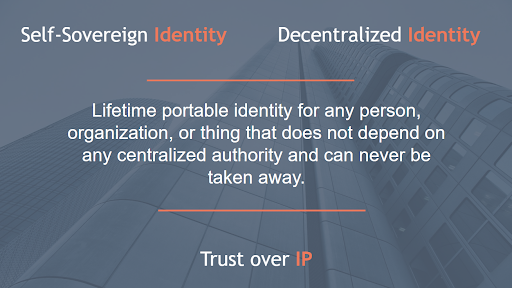 Self-Sovereign Identity
Decentralized Identity
Lifetime portable identity for any person,
organization, or thing that does not depend on
any centralized authority and can never be
taken away.
Trust over IP